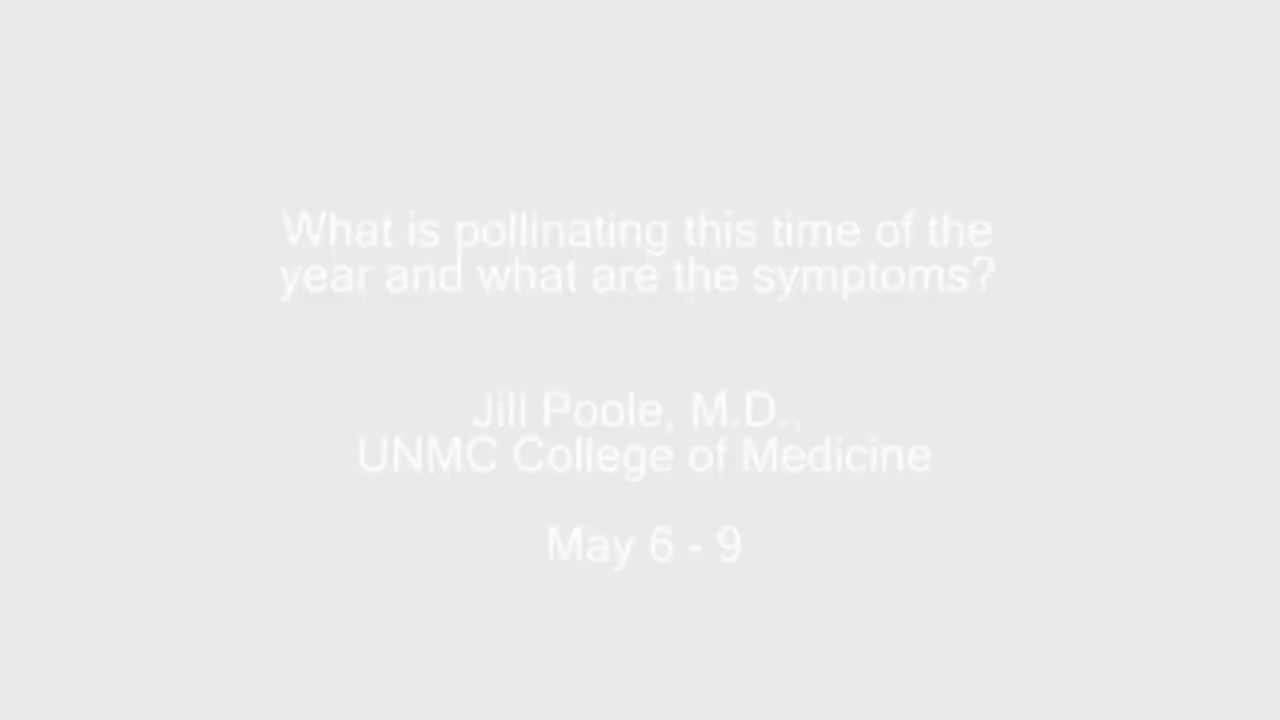 What is pollinating this time of the
year and what are the symptoms?
Jill Poole, M.D.,
UNMC College of Medicine
May 6 - 9